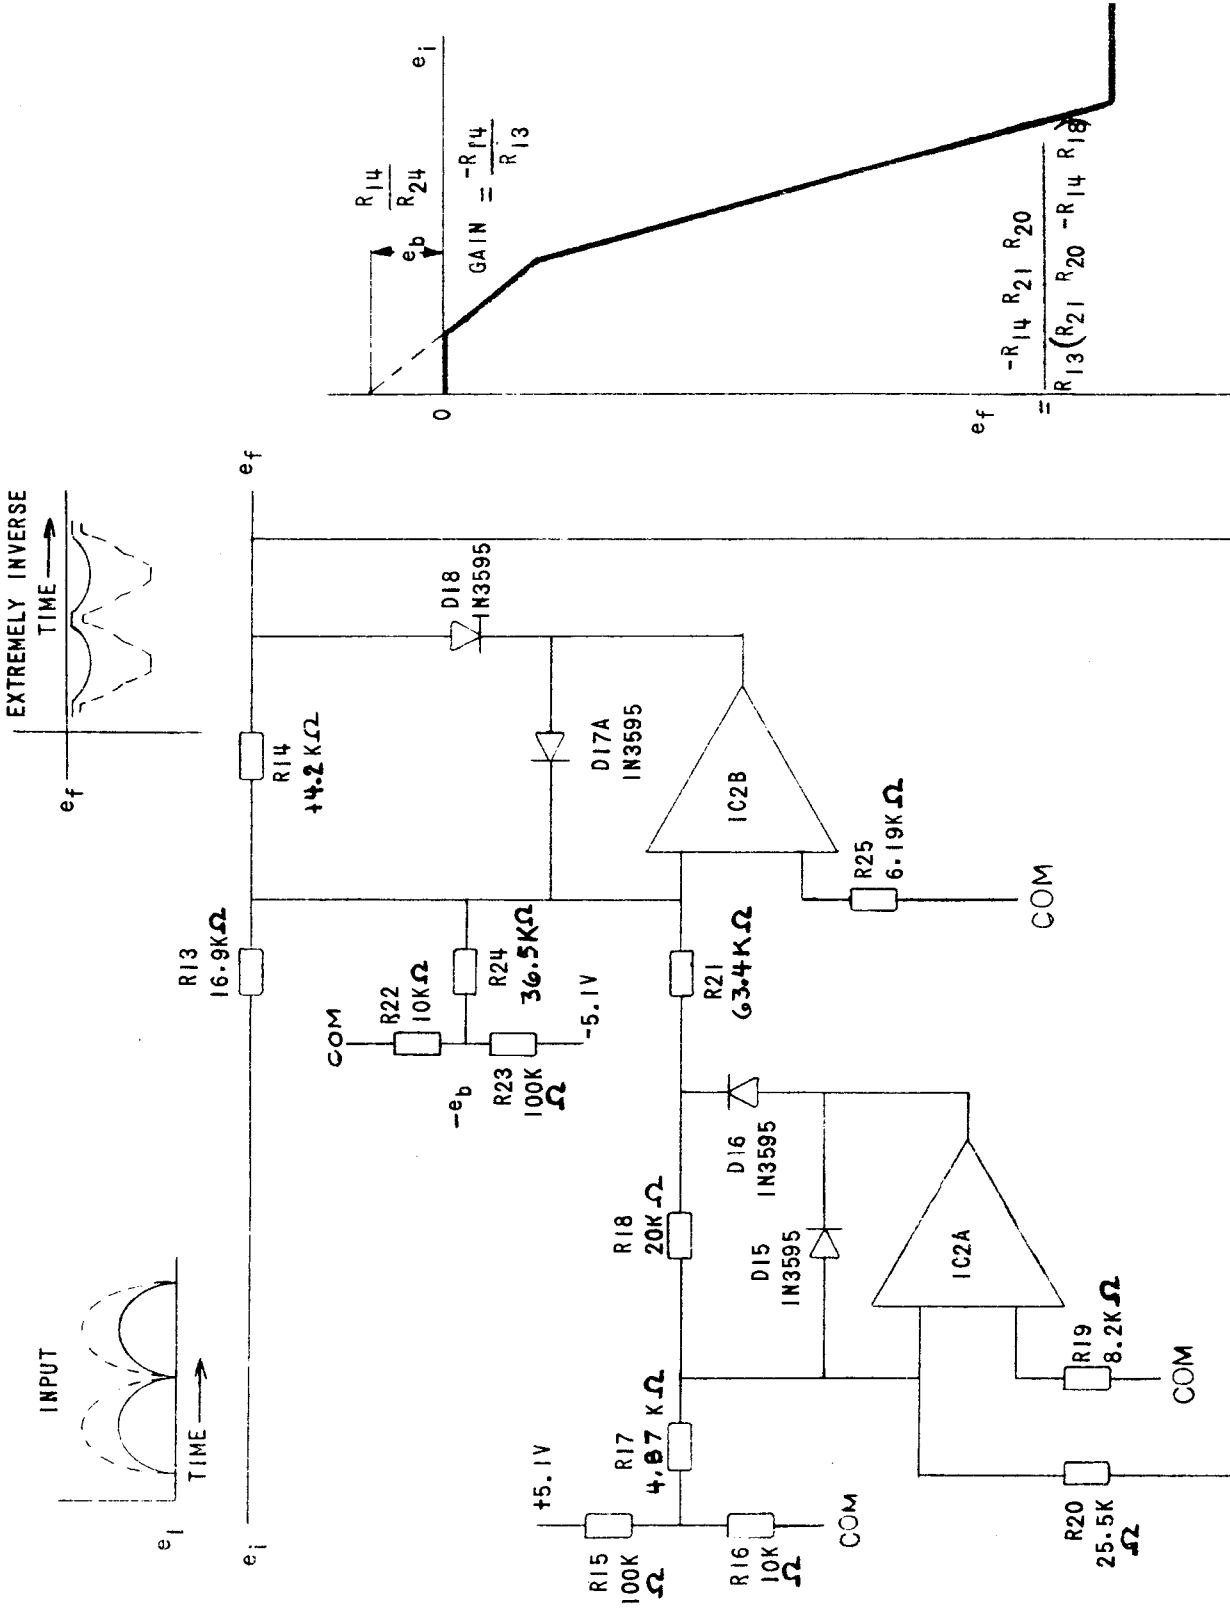 INPUT
e₁
TIME
EXTREMELY INVERSE
TIME
e_f
e_i
R13
16.9KΩ
R14
+4.2KΩ
e_f
COM
R22
10KΩ
-e_b
R23
100K
Ω
-5.1V
R24
36.5KΩ
D17A
1N3595
D18
1N3595
+5.1V
R15
100K
Ω
R16
10K
Ω
COM
R17
4.87 KΩ
R18
20KΩ
D15
1N3595
D16
1N3595
R21
63.4KΩ
IC2A
IC2B
R19
8.2KΩ
COM
R20
25.5K
Ω
R25
6.19KΩ
COM
R14
R24
e_b
e_i
GAIN = -R14
R13
0
e_f
=
-R14 R21 R20
R13(R21 R20 -R14 R18)